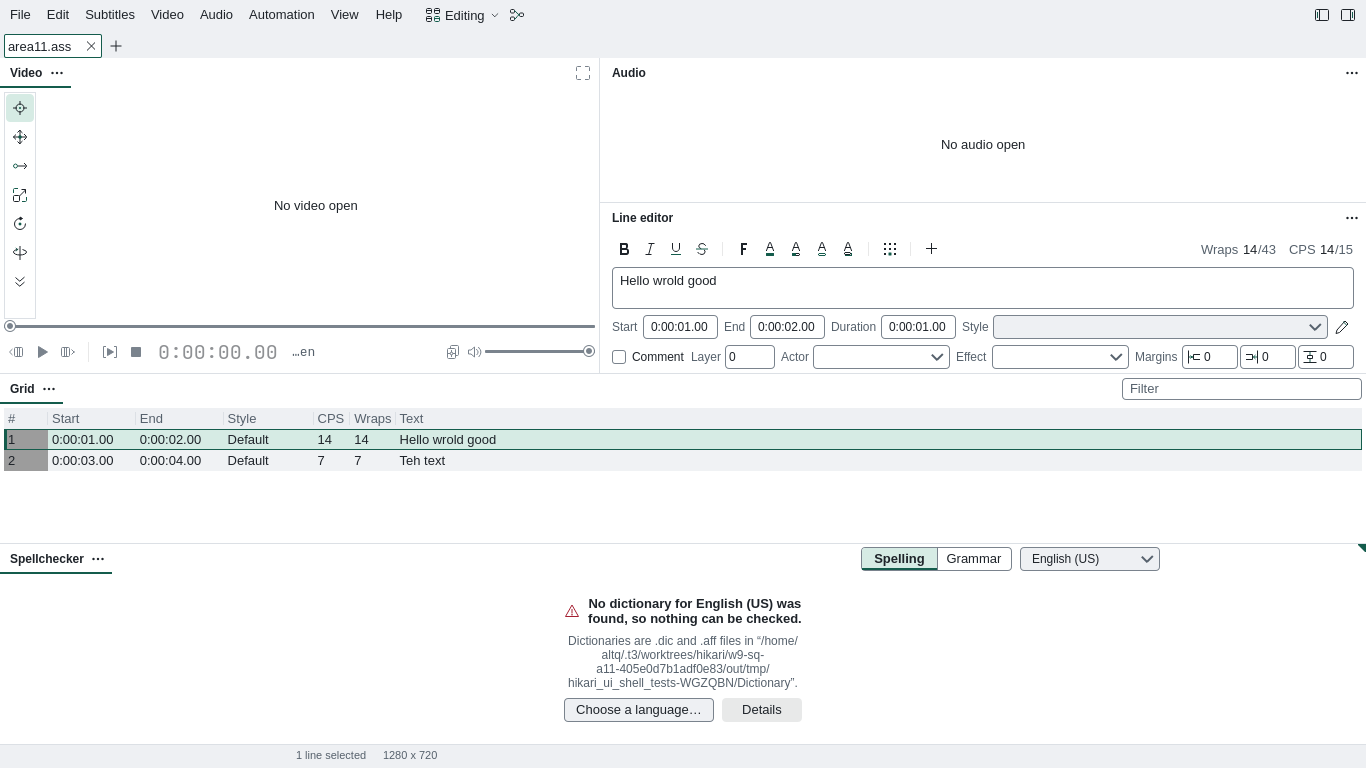 File Edit Subtitles Video Audio Automation View Help Editing
area11.ass
Video
No video open
0:00:00.00 …en
Audio
No audio open
Line editor
B I U S F A A A A Wraps 14/43 CPS 14/15
Hello wrold good
Start 0:00:01.00 End 0:00:02.00 Duration 0:00:01.00 Style
Comment Layer 0 Actor Effect Margins 0 0 0
Grid Filter
# Start End Style CPS Wraps Text
1 0:00:01.00 0:00:02.00 Default 14 14 Hello wrold good
2 0:00:03.00 0:00:04.00 Default 7 7 Teh text
Spellchecker Spelling Grammar English (US)
No dictionary for English (US) was
found, so nothing can be checked.
Dictionaries are .dic and .aff files in “/home/
altq/.t3/worktrees/hikari/w9-sq-
a11-405e0d7b1adf0e83/out/tmp/
hikari_ui_shell_tests-WGZQBN/Dictionary”.
Choose a language… Details
1 line selected 1280 x 720